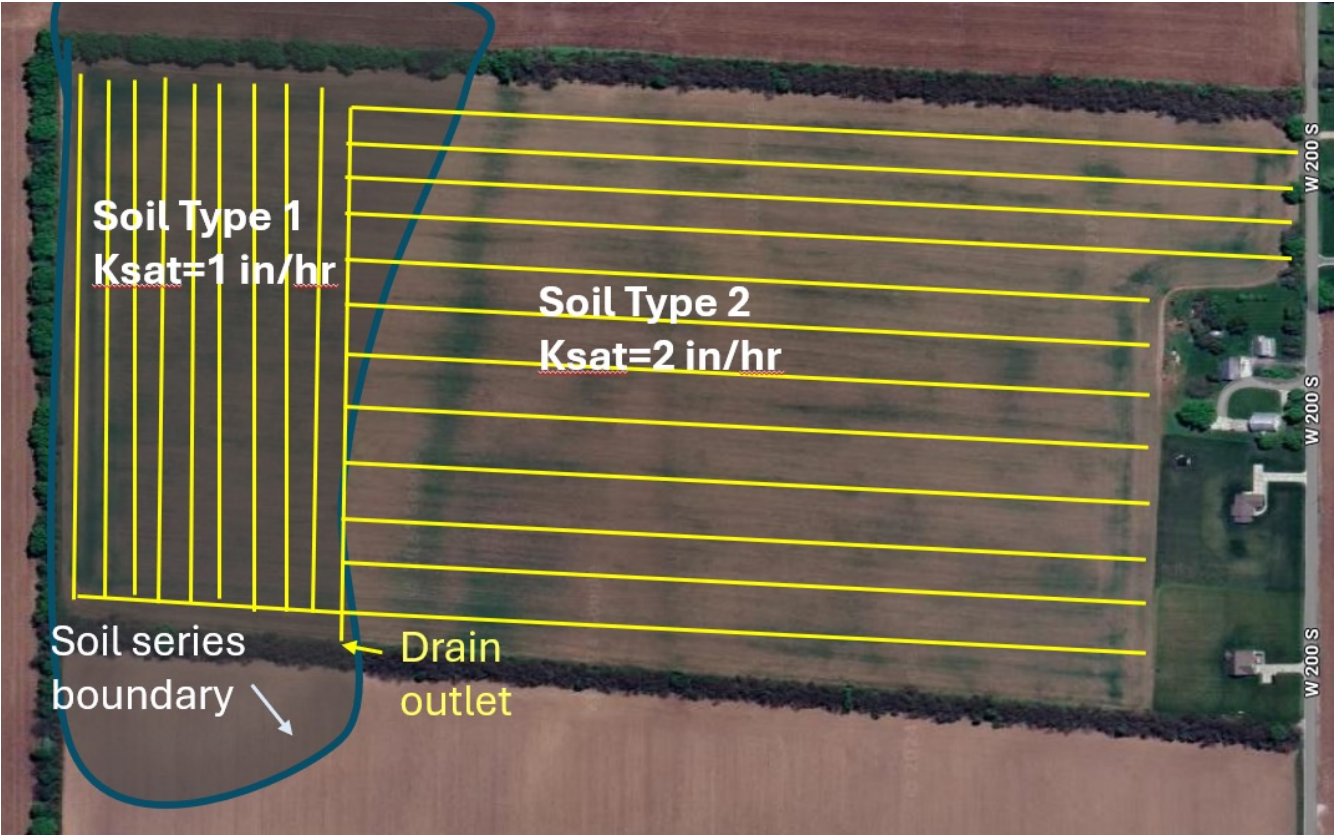 W 200 S
Soil Type 1
Ksat=1 in/hr
Soil Type 2
Ksat=2 in/hr
W 200 S
Soil series
boundary
Drain
outlet
W 200 S